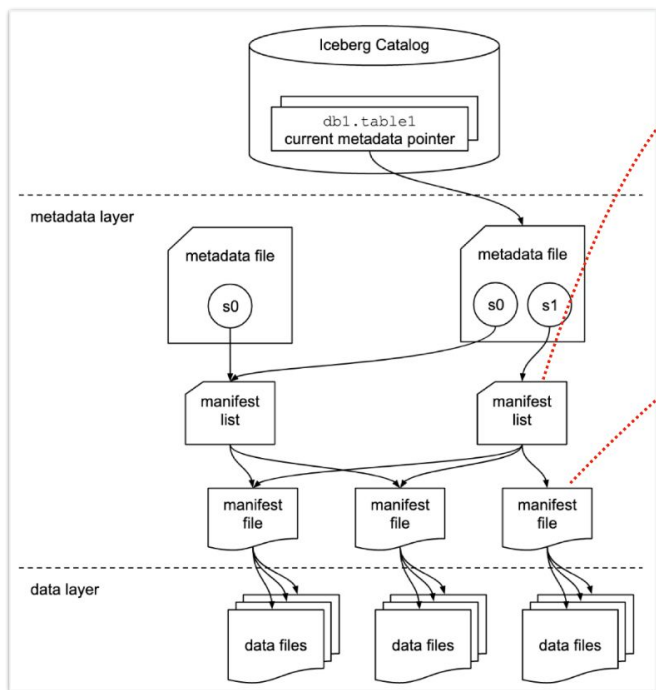 Iceberg Catalog
db1.table1
current metadata pointer
metadata layer
metadata file
s0
metadata file
s0
s1
manifest
list
manifest
list
manifest
file
manifest
file
manifest
file
data layer
data files
data files
data files